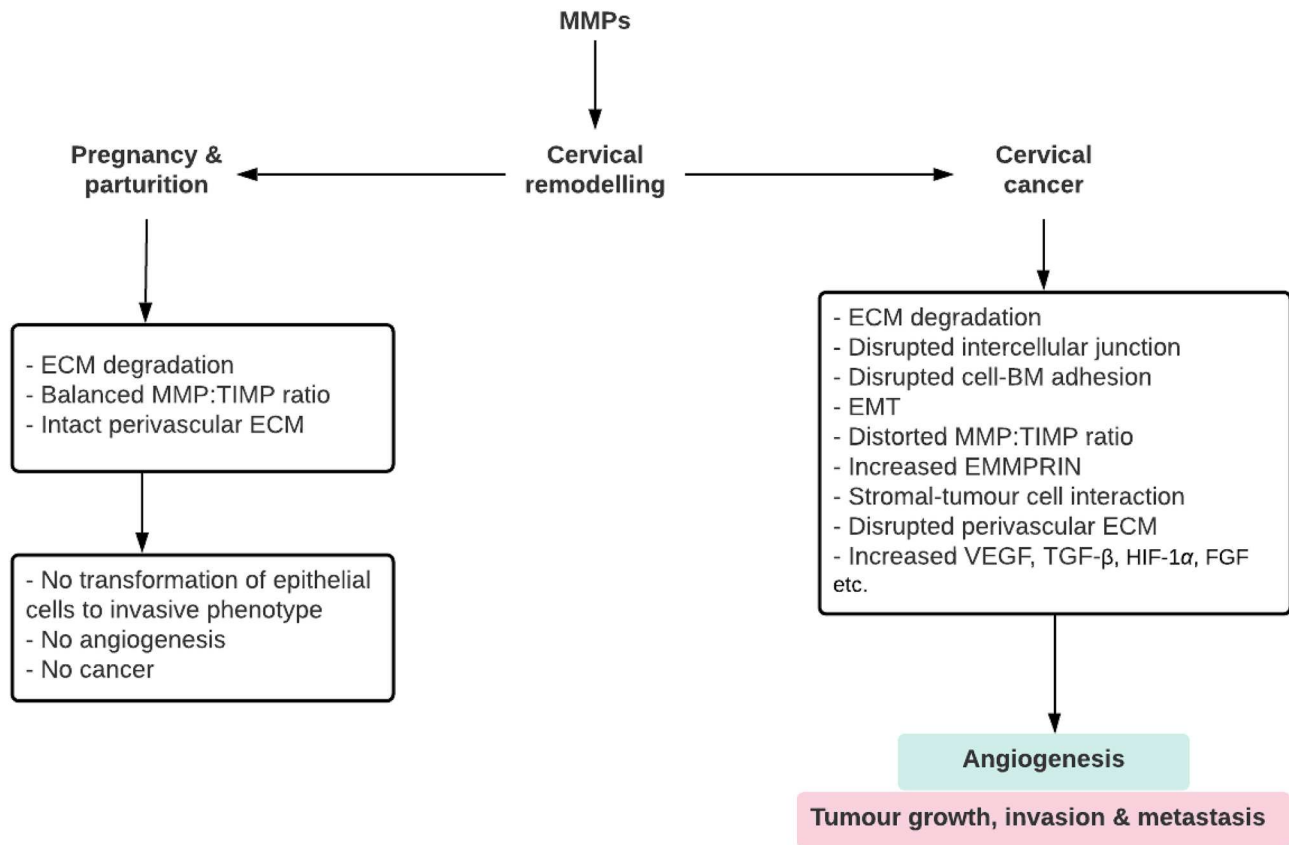 MMPs
Pregnancy &
parturition
Cervical
remodelling
Cervical
cancer
- ECM degradation
- Balanced MMP:TIMP ratio
- Intact perivascular ECM
- No transformation of epithelial
cells to invasive phenotype
- No angiogenesis
- No cancer
- ECM degradation
- Disrupted intercellular junction
- Disrupted cell-BM adhesion
- EMT
- Distorted MMP:TIMP ratio
- Increased EMMPRIN
- Stromal-tumour cell interaction
- Disrupted perivascular ECM
- Increased VEGF, TGF-β, HIF-1α, FGF
etc.
Angiogenesis
Tumour growth, invasion & metastasis